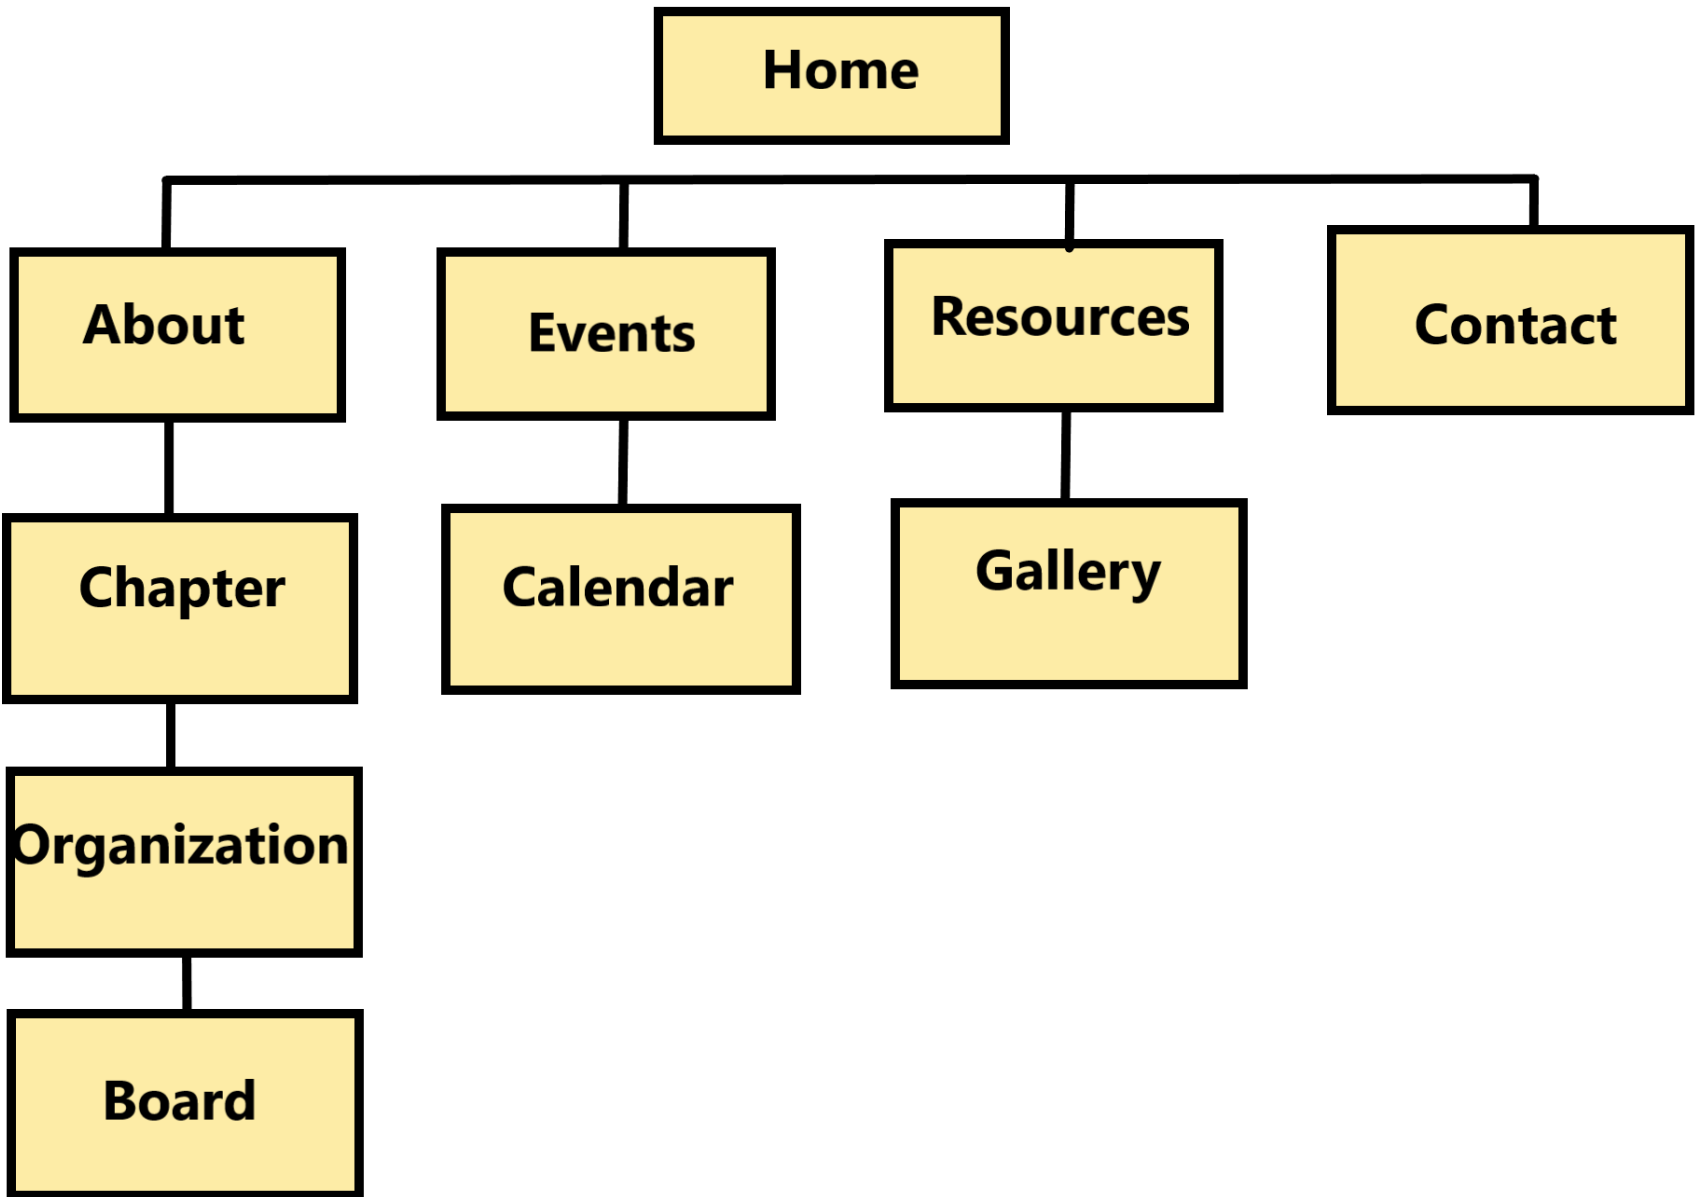 Home
About
Events
Resources
Contact
Chapter
Calendar
Gallery
Organization
Board